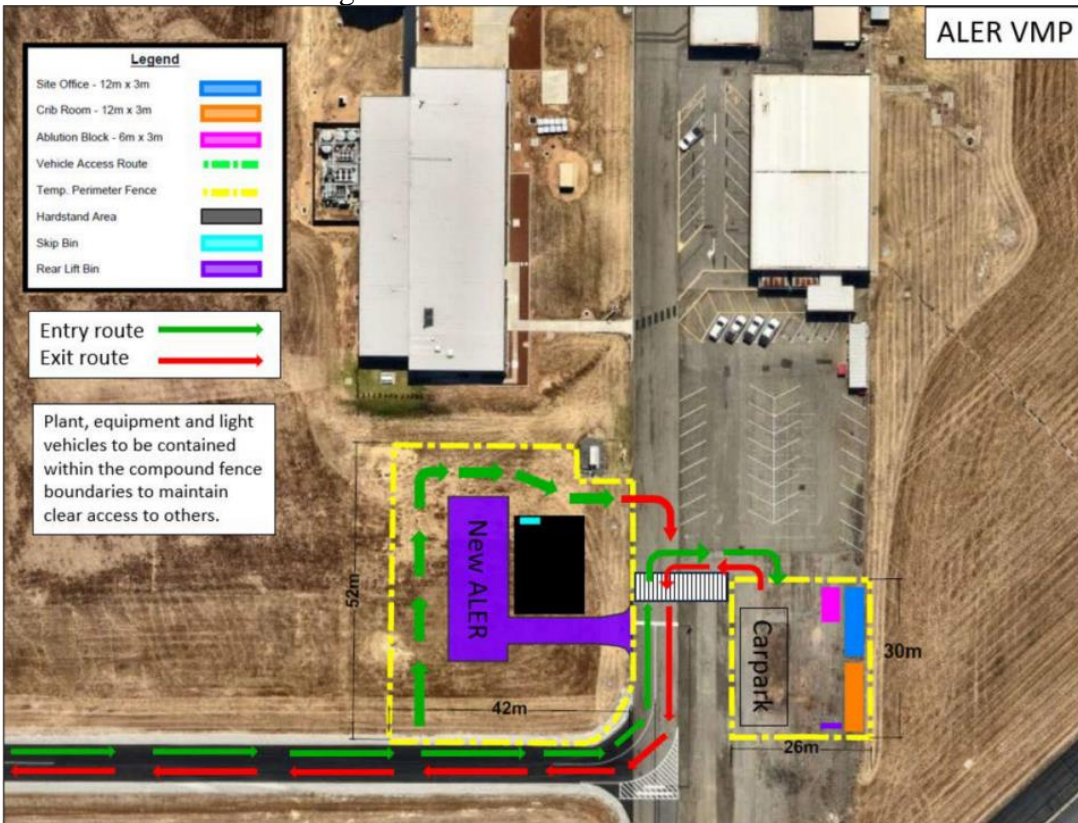 ALER VMP
Legend
Site Office - 12m x 3m
Crib Room - 12m x 3m
Ablution Block - 6m x 3m
Vehicle Access Route
Temp. Perimeter Fence
Hardstand Area
Skip Bin
Rear Lift Bin
Entry route
Exit route
Plant, equipment and light
vehicles to be contained
within the compound fence
boundaries to maintain
clear access to others.
52m
New ALER
42m
Carpark
30m
26m